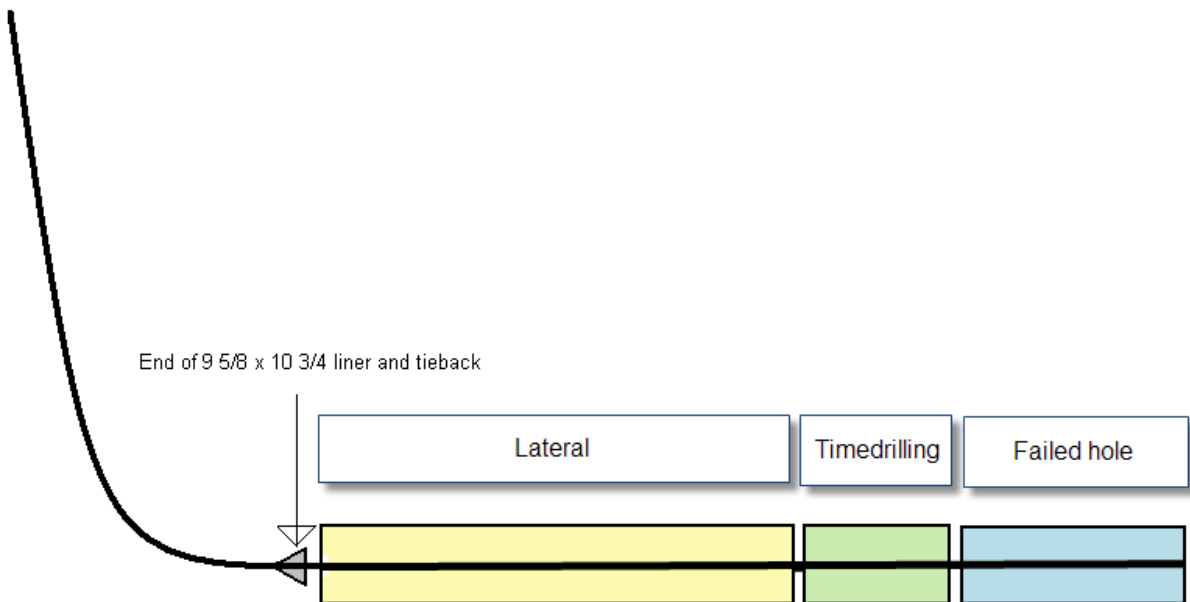 End of 9 5/8 x 10 3/4 liner and tieback
Lateral
Timedrilling
Failed hole